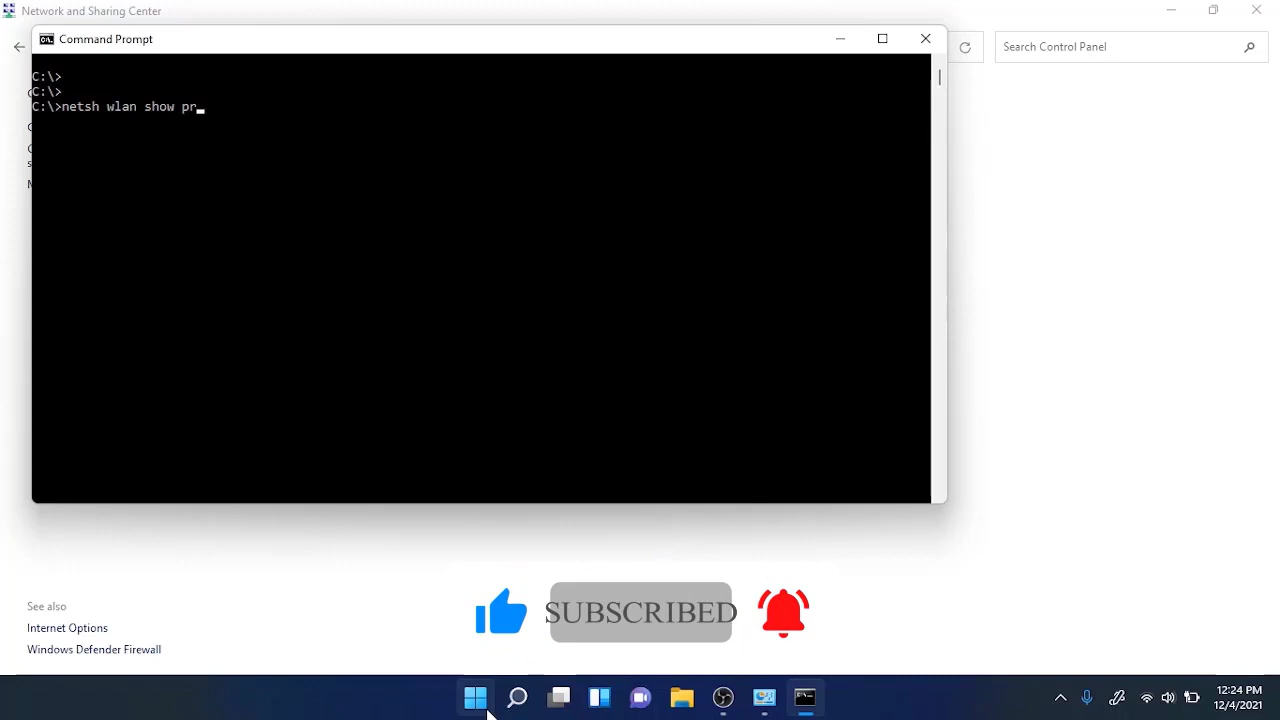 Network and Sharing Center
Command Prompt
Search Control Panel
C:\>
C:\>
C:\>netsh wlan show pr
See also
Internet Options
Windows Defender Firewall
SUBSCRIBED
12:25 PM
12/4/2021